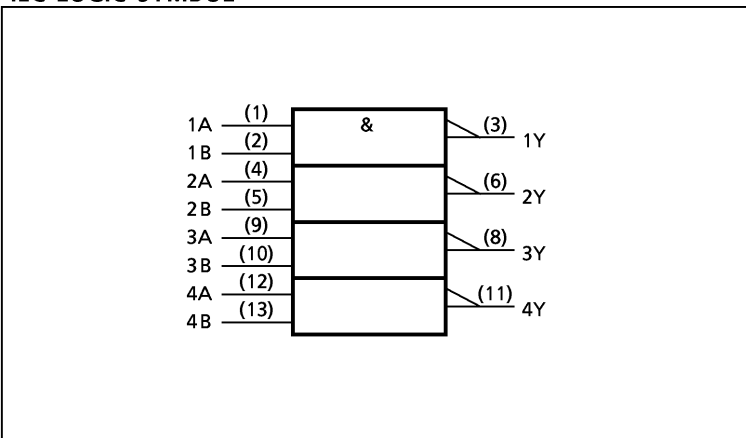 IEC LOGIC SYMBOL
1A (1) & (3) 1Y
1B (2)
2A (4) (6) 2Y
2B (5)
3A (9) (8) 3Y
3B (10)
4A (12) (11) 4Y
4B (13)